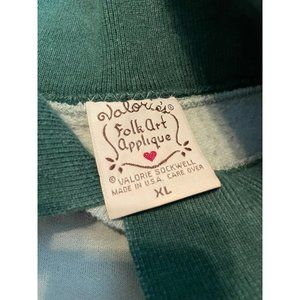 Valorie's
Folk Art
Applique
© VALORIE SOCKWELL
MADE IN U.S.A. CARE OVER
XL